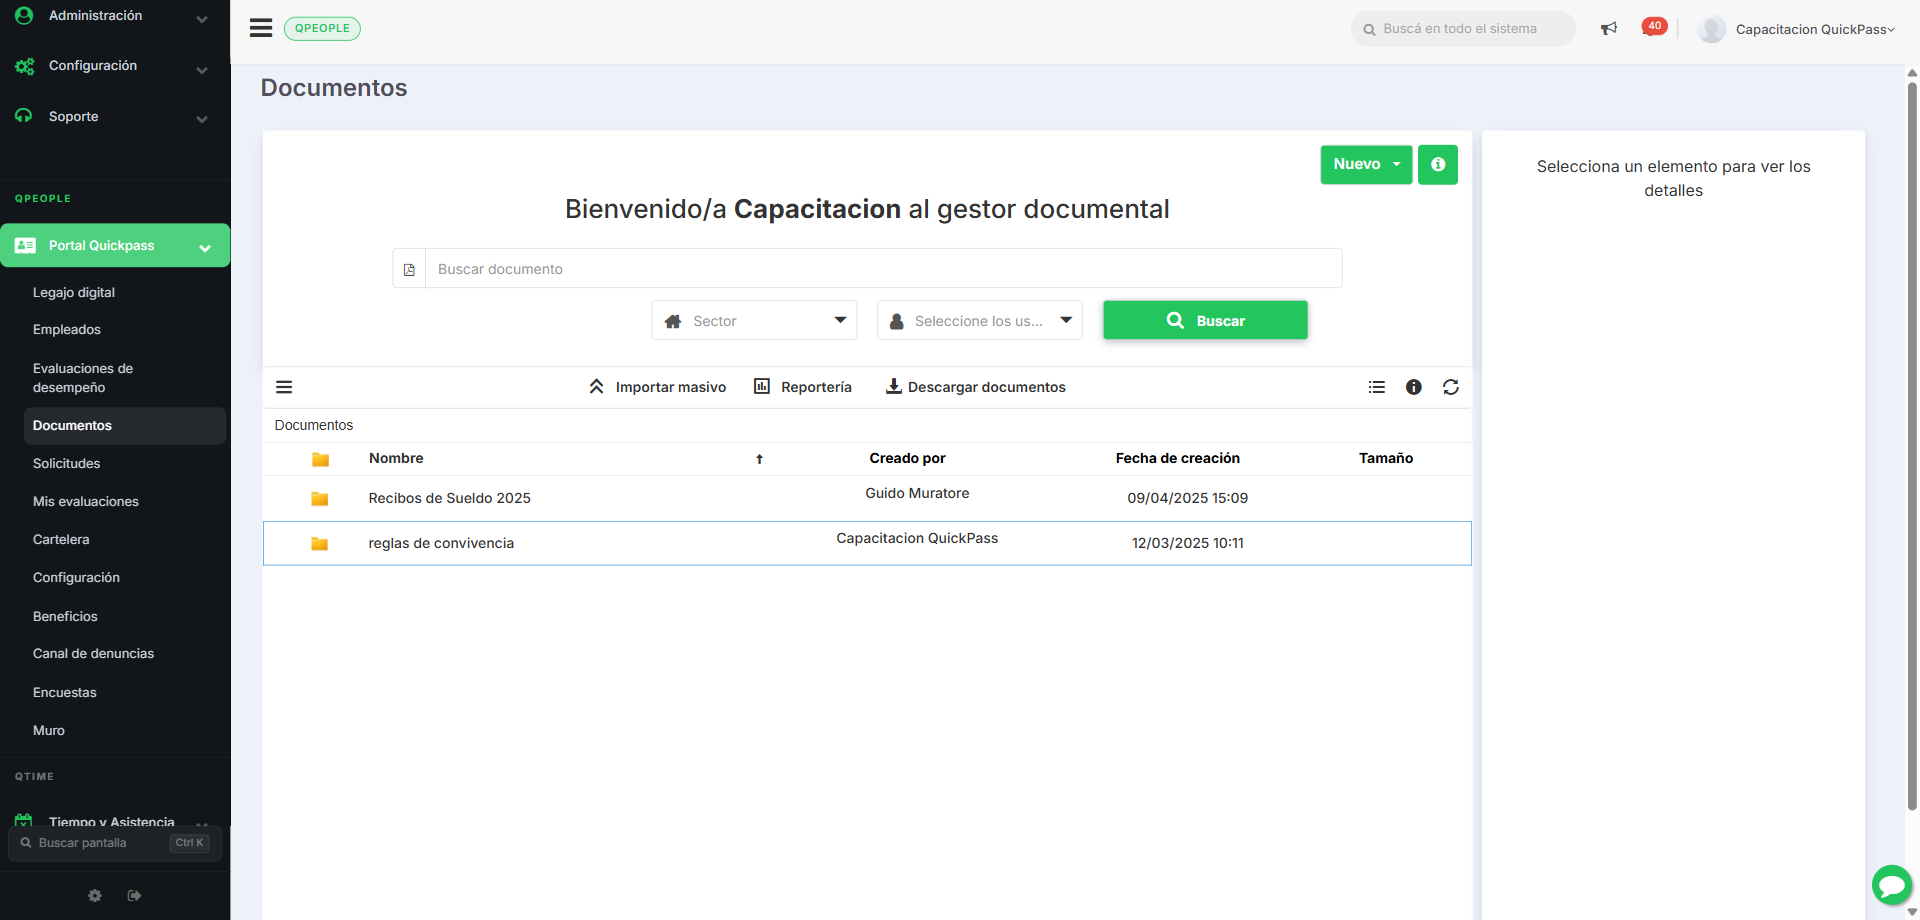 Administración
Configuración
Soporte
QPEOPLE
Portal Quickpass
Legajo digital
Empleados
Evaluaciones de
desempeño
Documentos
Solicitudes
Mis evaluaciones
Cartelera
Configuración
Beneficios
Canal de denuncias
Encuestas
Muro
QTIME
Tiempo y Asistencia
Buscar pantalla
Ctrl K
QPEOPLE
Buscá en todo el sistema
40
Capacitacion QuickPass
Documentos
Nuevo
Bienvenido/a Capacitacion al gestor documental
Buscar documento
Sector
Seleccione los us...
Buscar
Importar masivo
Reportería
Descargar documentos
Documentos
Nombre
Creado por
Fecha de creación
Tamaño
Recibos de Sueldo 2025
Guido Muratore
09/04/2025 15:09
reglas de convivencia
Capacitacion QuickPass
12/03/2025 10:11
Selecciona un elemento para ver los
detalles